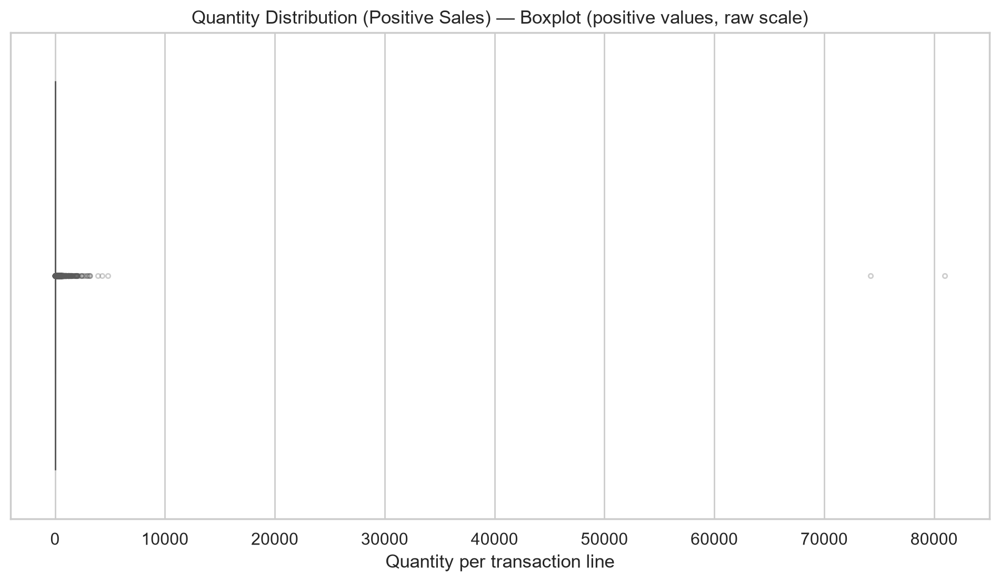 Quantity Distribution (Positive Sales) — Boxplot (positive values, raw scale)
0 10000 20000 30000 40000 50000 60000 70000 80000
Quantity per transaction line